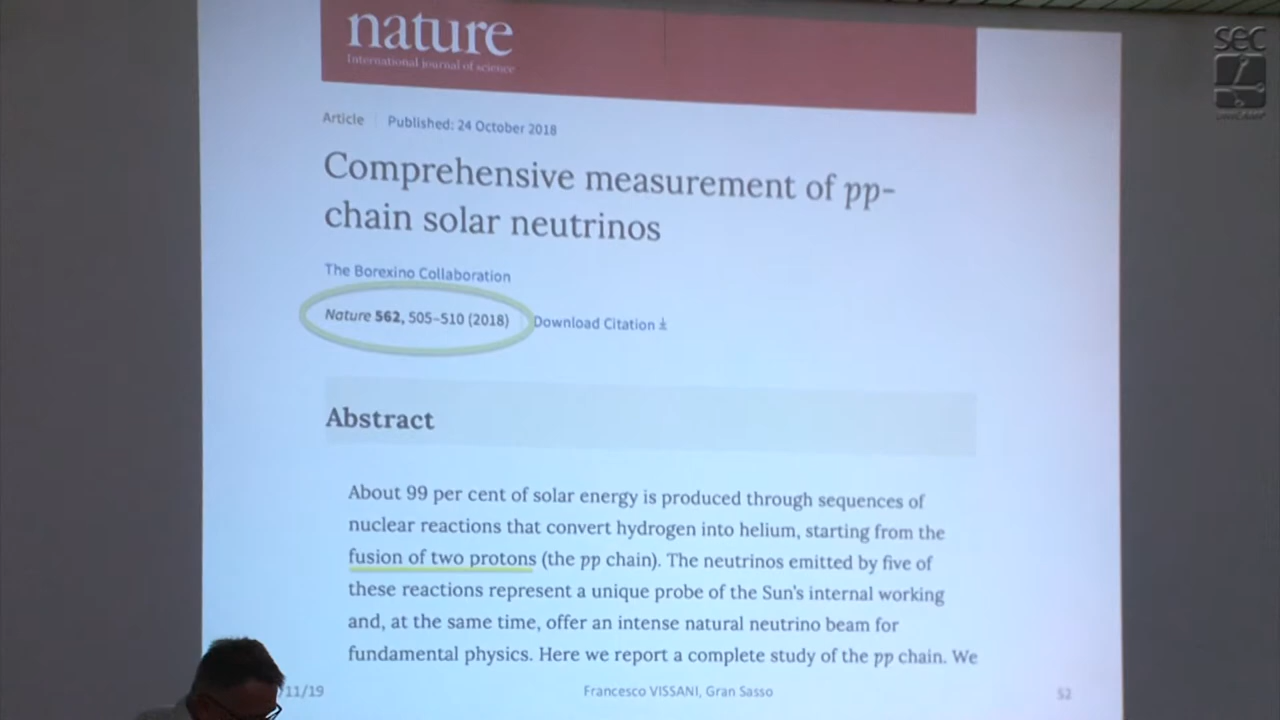 nature
International journal of science
Article Published: 24 October 2018
Comprehensive measurement of pp-
chain solar neutrinos
The Borexino Collaboration
Nature 562, 505–510 (2018) Download Citation
Abstract
About 99 per cent of solar energy is produced through sequences of
nuclear reactions that convert hydrogen into helium, starting from the
fusion of two protons (the pp chain). The neutrinos emitted by five of
these reactions represent a unique probe of the Sun's internal working
and, at the same time, offer an intense natural neutrino beam for
fundamental physics. Here we report a complete study of the pp chain. We
/11/19 Francesco VISSANI, Gran Sasso 52
sec
UNICAMP